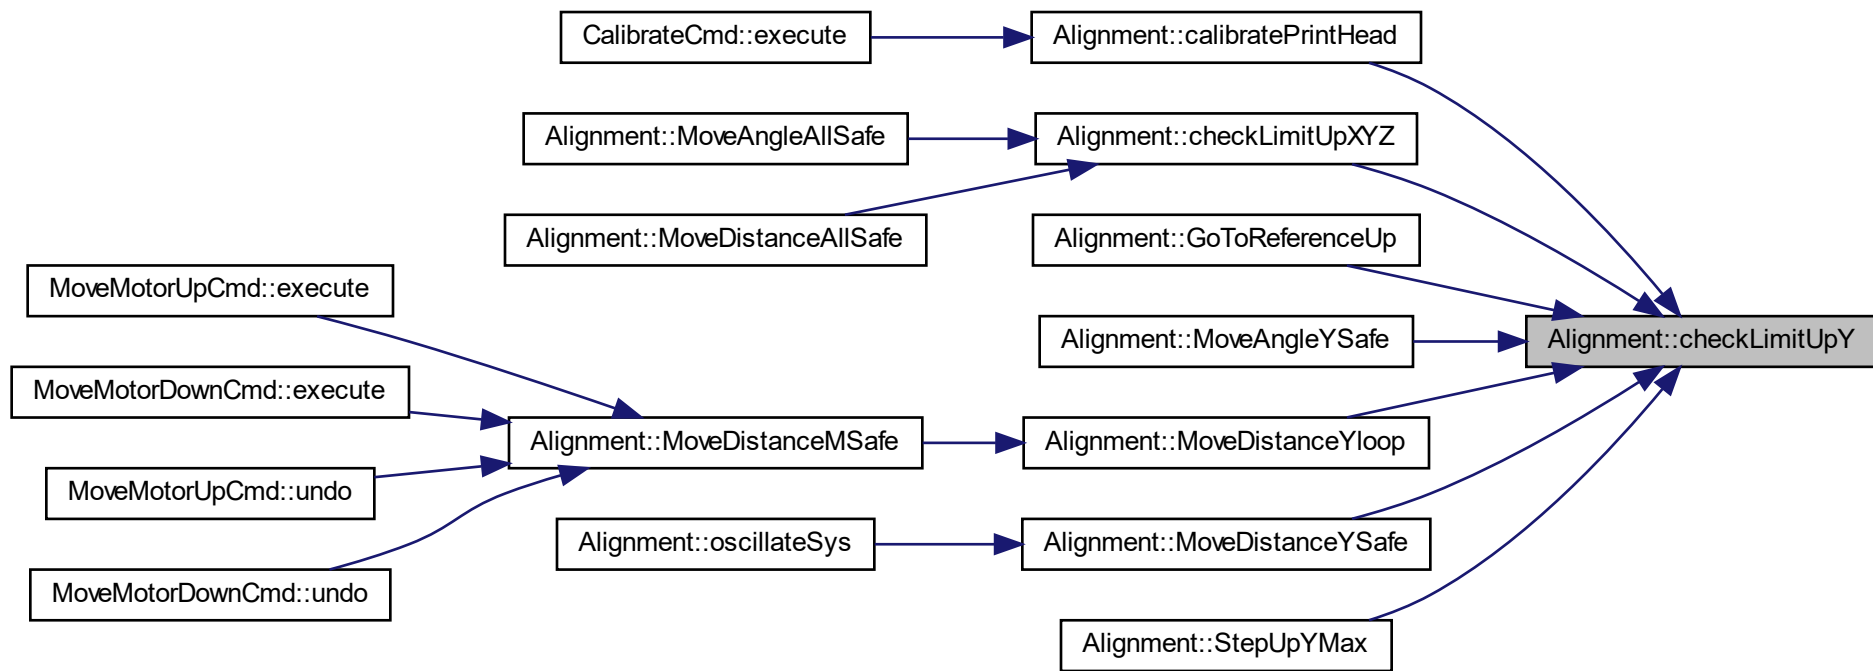 CalibrateCmd::execute
Alignment::calibratePrintHead
Alignment::MoveAngleAllSafe
Alignment::checkLimitUpXYZ
Alignment::MoveDistanceAllSafe
Alignment::GoToReferenceUp
MoveMotorUpCmd::execute
Alignment::MoveAngleYSafe
Alignment::checkLimitUpY
MoveMotorDownCmd::execute
Alignment::MoveDistanceMSafe
Alignment::MoveDistanceYloop
MoveMotorUpCmd::undo
Alignment::oscillateSys
Alignment::MoveDistanceYSafe
MoveMotorDownCmd::undo
Alignment::StepUpYMax